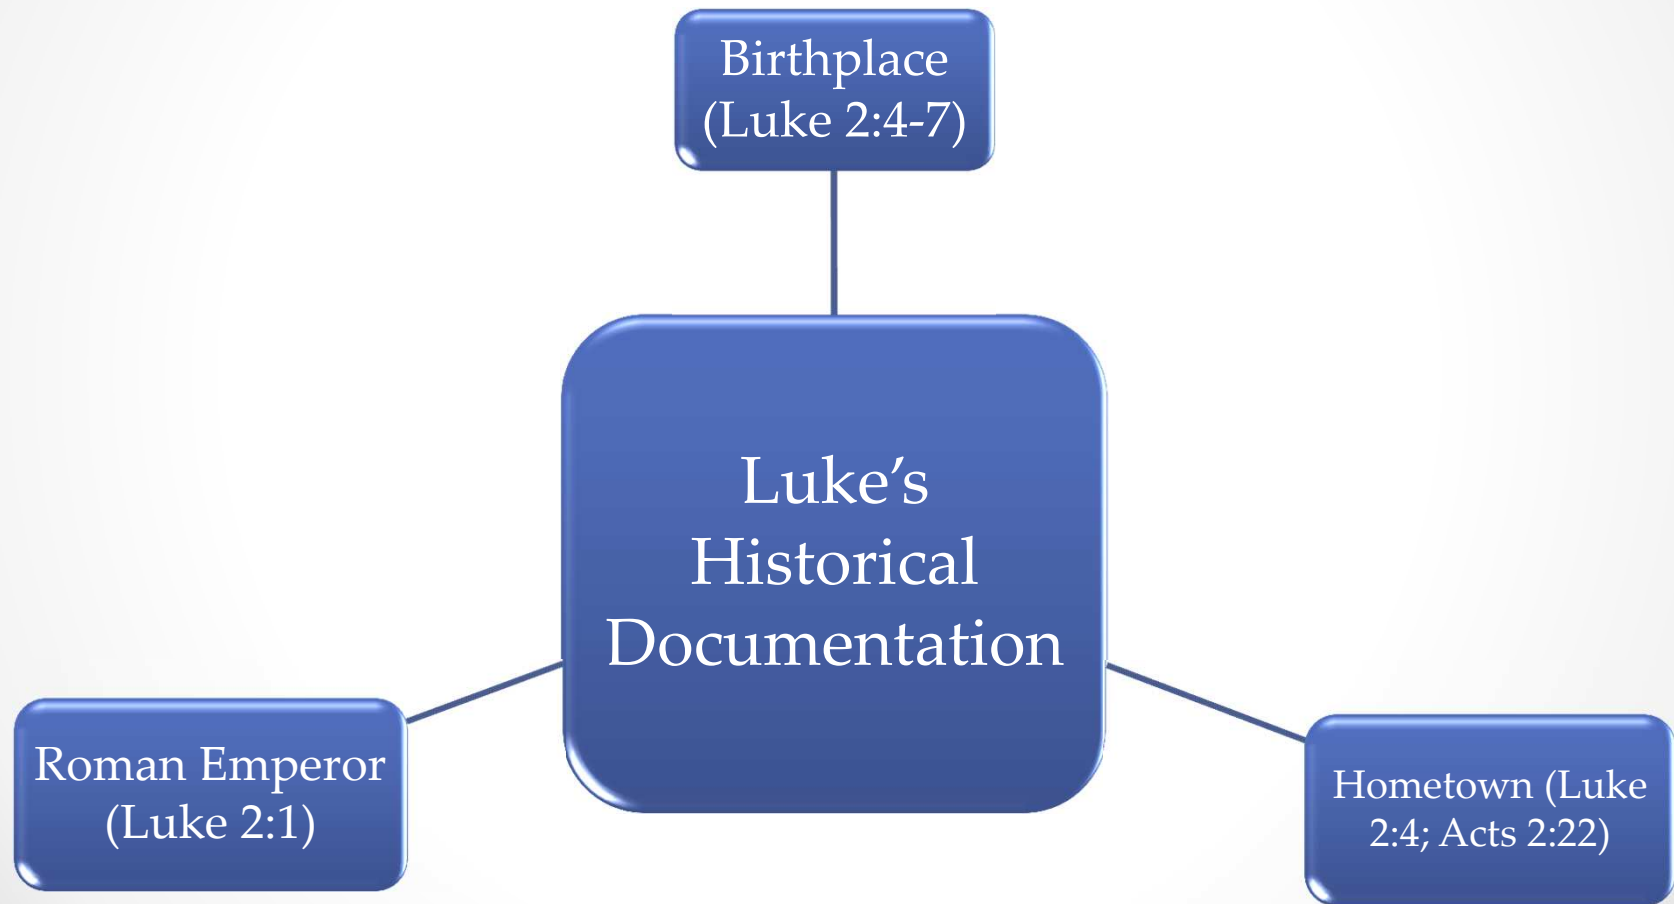 Birthplace
(Luke 2:4-7)
Luke’s
Historical
Documentation
Roman Emperor
(Luke 2:1)
Hometown (Luke
2:4; Acts 2:22)